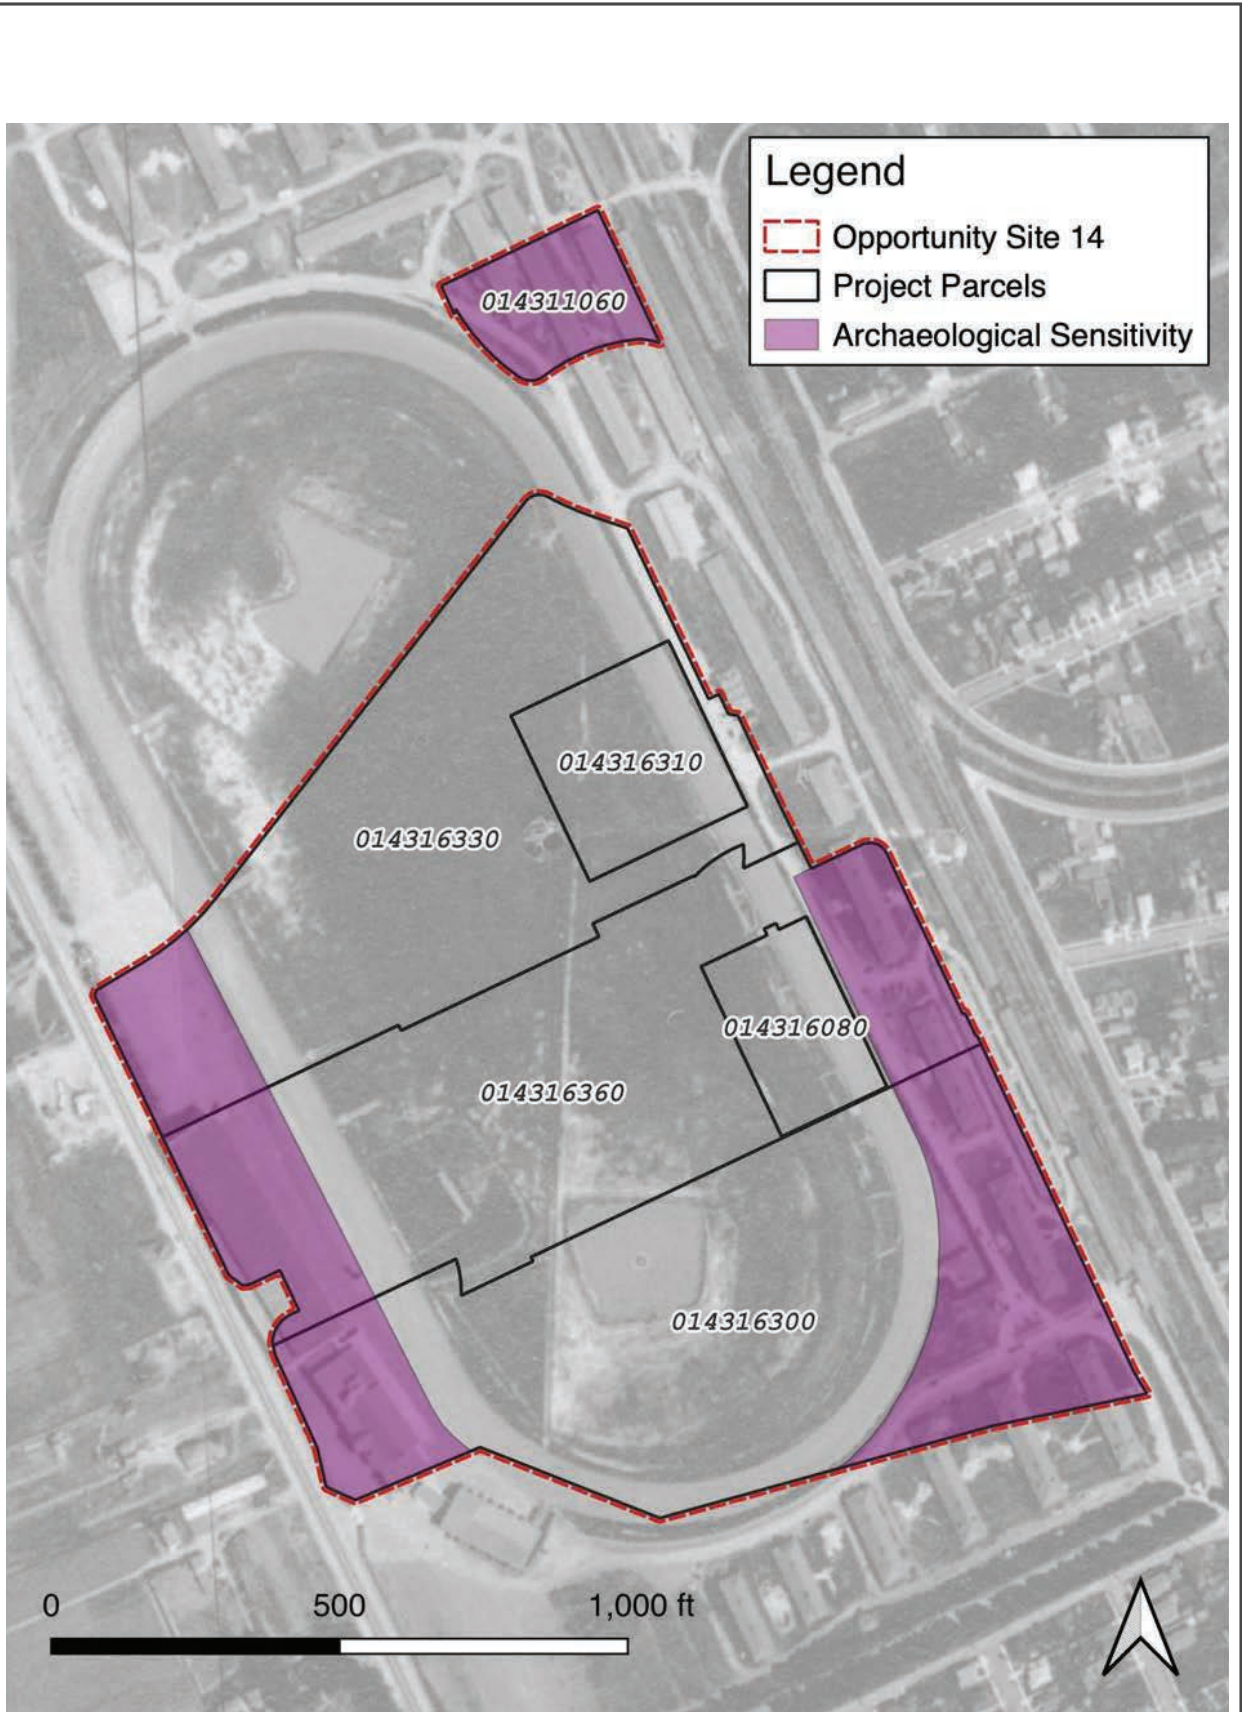 Legend
Opportunity Site 14
Project Parcels
Archaeological Sensitivity
014311060
014316310
014316330
014316080
014316360
014316300
0 500 1,000 ft